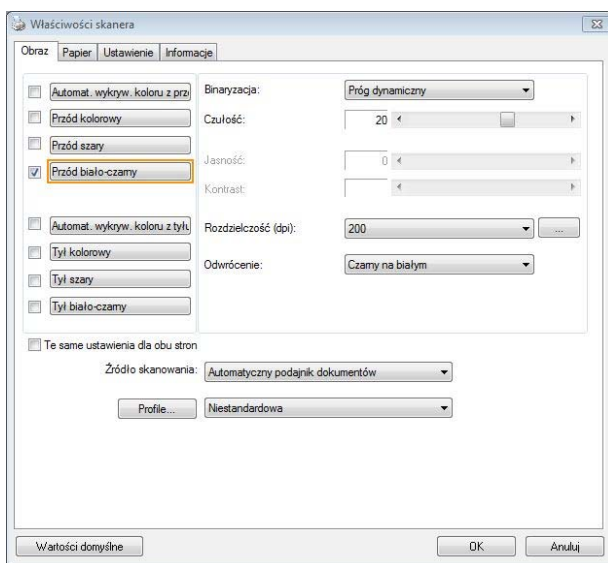 Właściwości skanera
Obraz Papier Ustawienie Informacje
Automat. wykryw. koloru z prze
Przód kolorowy
Przód szary
Przód biało-czarny
Automat. wykryw. koloru z tyłu
Tył kolorowy
Tył szary
Tył biało-czarny
Binaryzacja: Próg dynamiczny
Czułość: 20
Jasność: 0
Kontrast:
Rozdzielczość (dpi): 200 ...
Odwrócenie: Czarny na białym
Te same ustawienia dla obu stron
Źródło skanowania: Automatyczny podajnik dokumentów
Profile... Niestandardowa
Wartości domyślne OK Anuluj